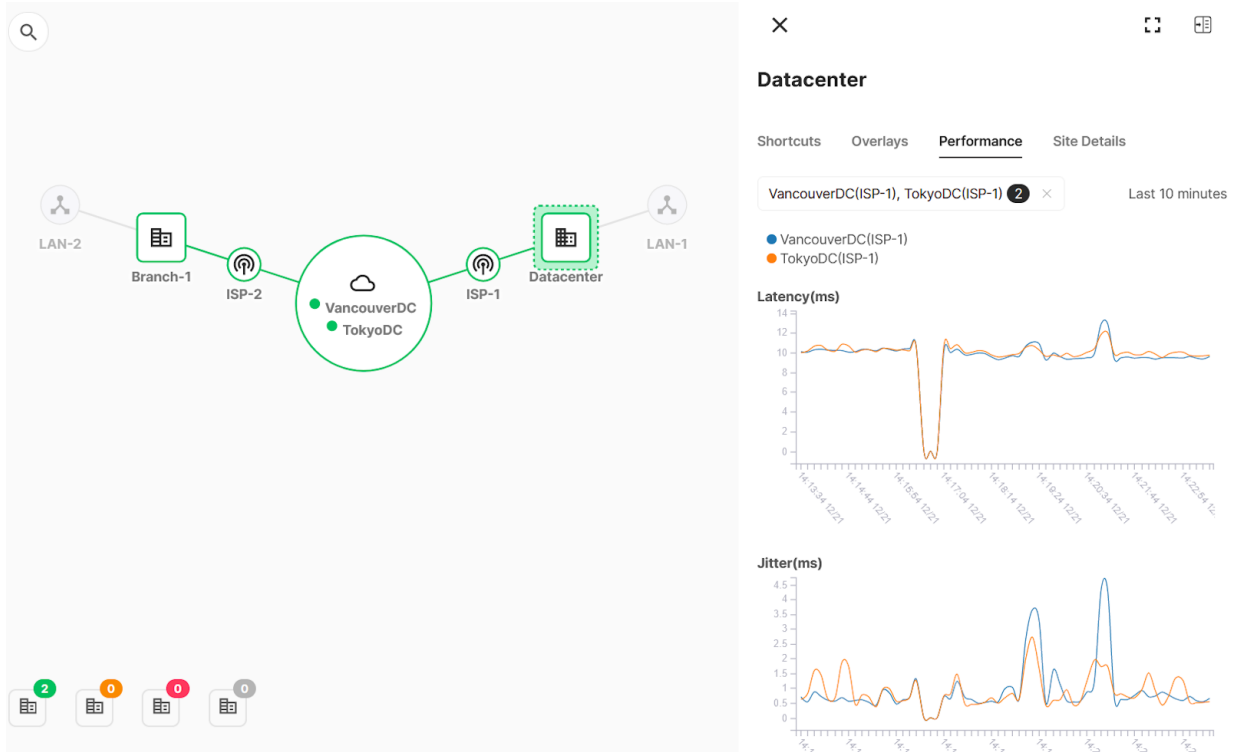 LAN-2
Branch-1
ISP-2
VancouverDC
TokyoDC
ISP-1
Datacenter
LAN-1
2
0
0
0
Datacenter
Shortcuts Overlays Performance Site Details
VancouverDC(ISP-1), TokyoDC(ISP-1) 2 Last 10 minutes
VancouverDC(ISP-1)
TokyoDC(ISP-1)
Latency(ms)
14
12
10
8
6
4
2
0
14:13:34 12/21
14:14:44 12/21
14:15:54 12/21
14:17:04 12/21
14:18:14 12/21
14:19:24 12/21
14:20:34 12/21
14:21:44 12/21
14:22:54
Jitter(ms)
4.5
4
3.5
3
2.5
2
1.5
1
0.5
0